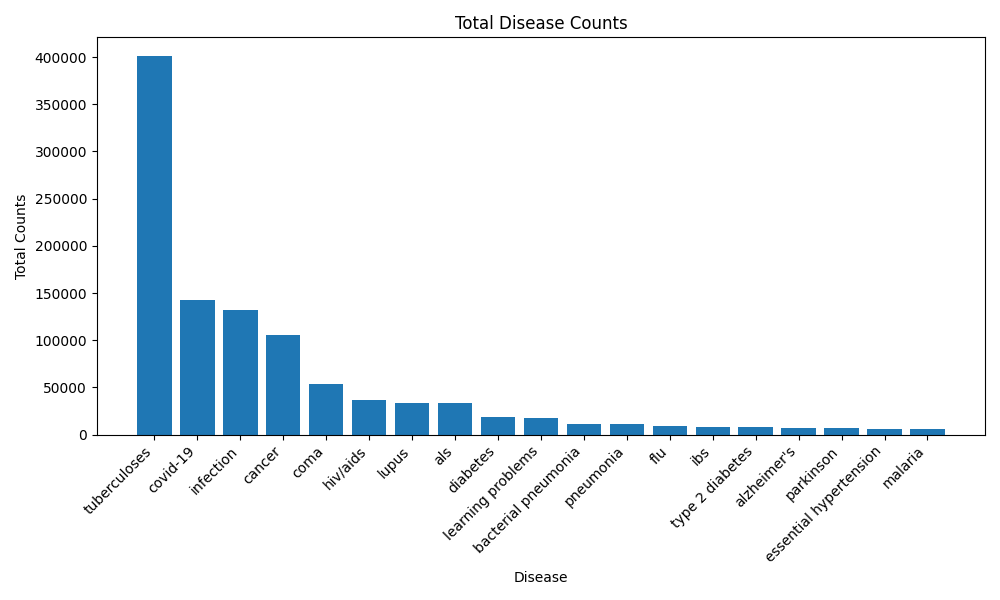 Total Disease Counts
Total Counts
400000
350000
300000
250000
200000
150000
100000
50000
0
tuberculoses
covid-19
infection
cancer
coma
hiv/aids
lupus
als
diabetes
learning problems
bacterial pneumonia
pneumonia
flu
ibs
type 2 diabetes
alzheimer's
parkinson
essential hypertension
malaria
Disease